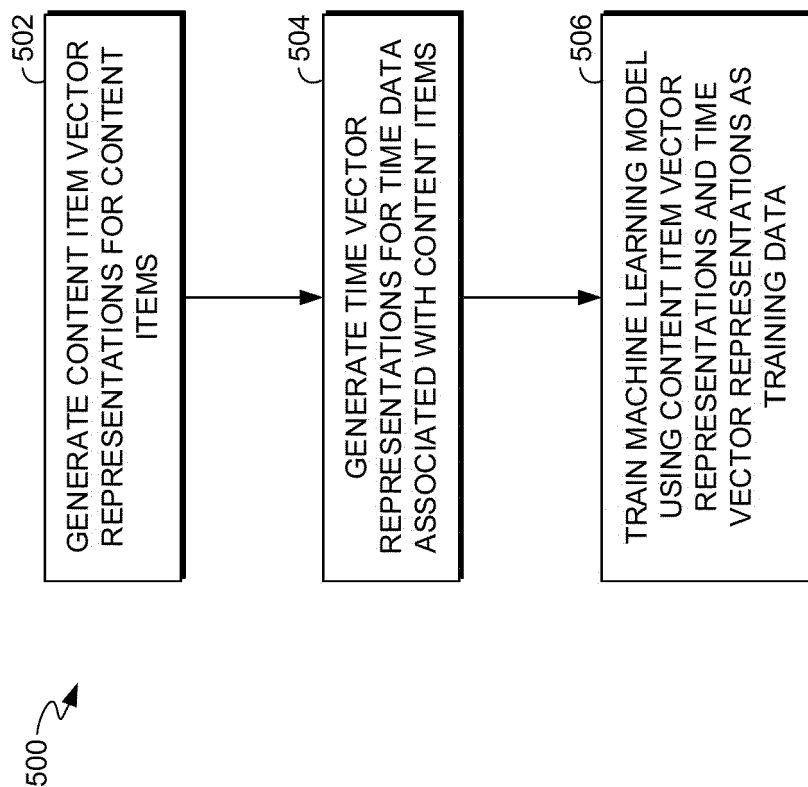 500
502
GENERATE CONTENT ITEM VECTOR
REPRESENTATIONS FOR CONTENT
ITEMS
504
GENERATE TIME VECTOR
REPRESENTATIONS FOR TIME DATA
ASSOCIATED WITH CONTENT ITEMS
506
TRAIN MACHINE LEARNING MODEL
USING CONTENT ITEM VECTOR
REPRESENTATIONS AND TIME
VECTOR REPRESENTATIONS AS
TRAINING DATA